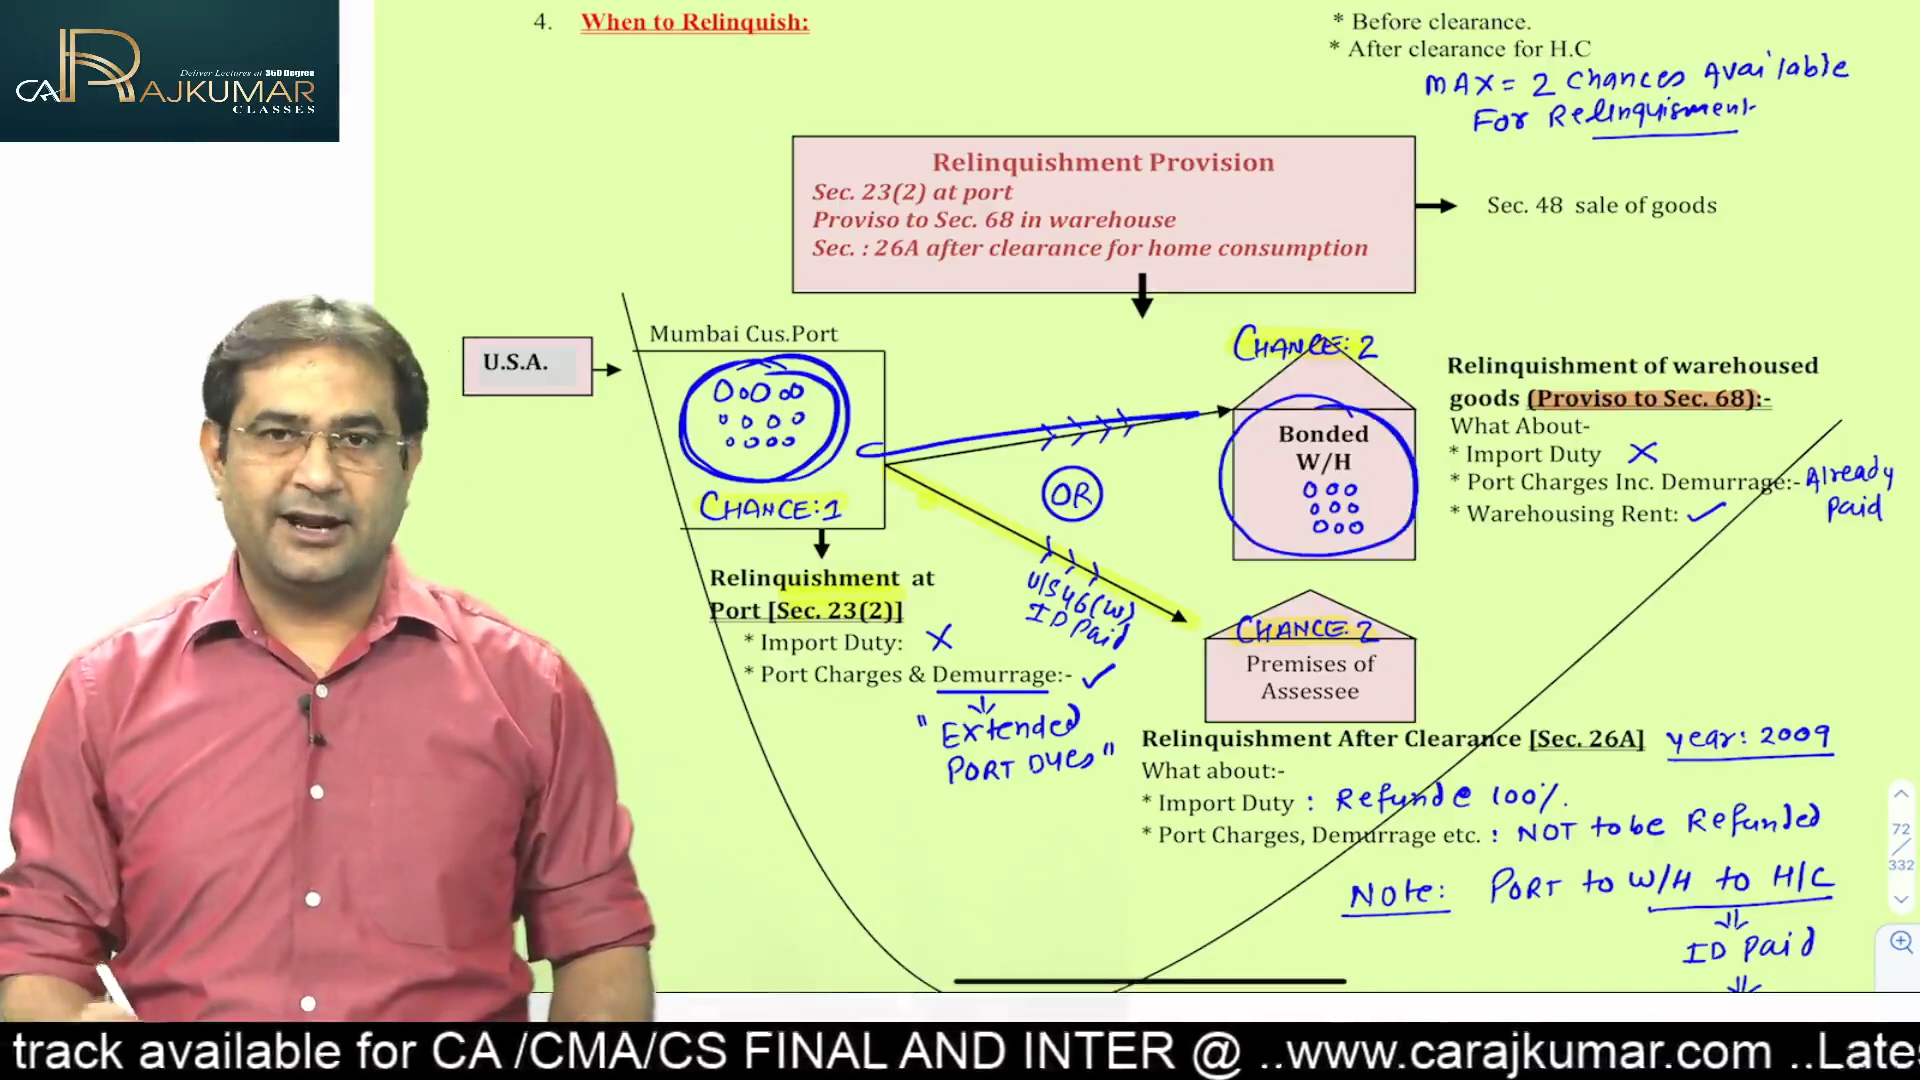 Deliver Lectures at 360 Degree
CA RAJKUMAR
CLASSES
4. When to Relinquish:
* Before clearance.
* After clearance for H.C
MAX = 2 Chances Available
For Relinquisment
Relinquishment Provision
Sec. 23(2) at port
Proviso to Sec. 68 in warehouse
Sec. : 26A after clearance for home consumption
Sec. 48 sale of goods
U.S.A.
Mumbai Cus.Port
CHANCE:1
Relinquishment at
Port [Sec. 23(2)]
* Import Duty: X
* Port Charges & Demurrage:- ✓
"Extended
PORT Dues"
OR
U/S 46 (W)
ID Paid
CHANCE: 2
Bonded
W/H
Relinquishment of warehoused
goods (Proviso to Sec. 68):-
What About-
* Import Duty X
* Port Charges Inc. Demurrage:- Already
Paid
* Warehousing Rent: ✓
CHANCE: 2
Premises of
Assessee
Relinquishment After Clearance [Sec. 26A] year: 2009
What about:-
* Import Duty : Refund @ 100%.
* Port Charges, Demurrage etc. : NOT to be Refunded
Note: PORT to W/H to H/C
ID Paid
72
332
track available for CA /CMA/CS FINAL AND INTER @ ..www.carajkumar.com ..Lates